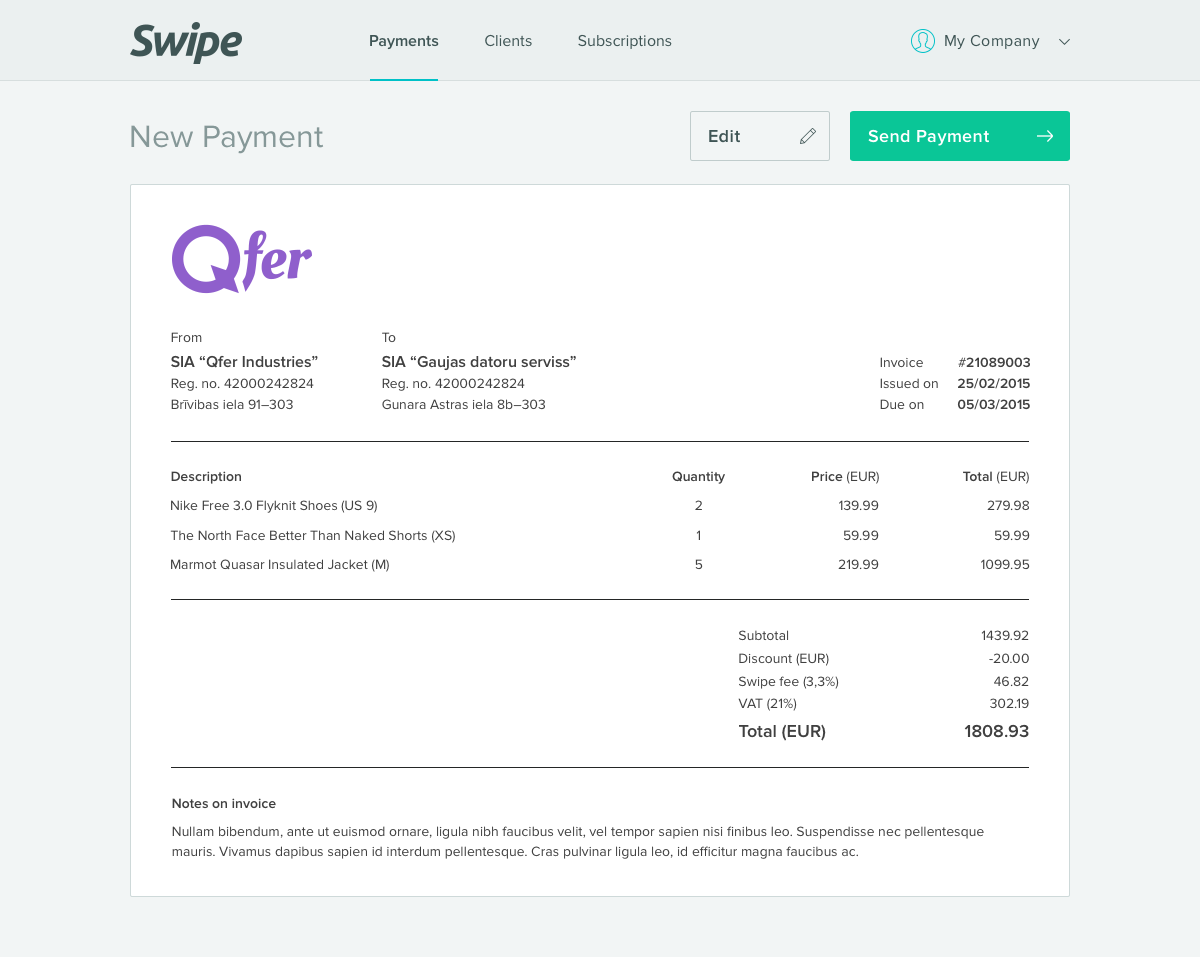 Swipe
Payments Clients Subscriptions
My Company
New Payment
Edit
Send Payment
Qfer
From
SIA “Qfer Industries”
Reg. no. 42000242824
Brīvibas iela 91–303
To
SIA “Gaujas datoru serviss”
Reg. no. 42000242824
Gunara Astras iela 8b–303
Invoice #21089003
Issued on 25/02/2015
Due on 05/03/2015
Description Quantity Price (EUR) Total (EUR)
Nike Free 3.0 Flyknit Shoes (US 9) 2 139.99 279.98
The North Face Better Than Naked Shorts (XS) 1 59.99 59.99
Marmot Quasar Insulated Jacket (M) 5 219.99 1099.95
Subtotal 1439.92
Discount (EUR) -20.00
Swipe fee (3,3%) 46.82
VAT (21%) 302.19
Total (EUR) 1808.93
Notes on invoice
Nullam bibendum, ante ut euismod ornare, ligula nibh faucibus velit, vel tempor sapien nisi finibus leo. Suspendisse nec pellentesque
mauris. Vivamus dapibus sapien id interdum pellentesque. Cras pulvinar ligula leo, id efficitur magna faucibus ac.